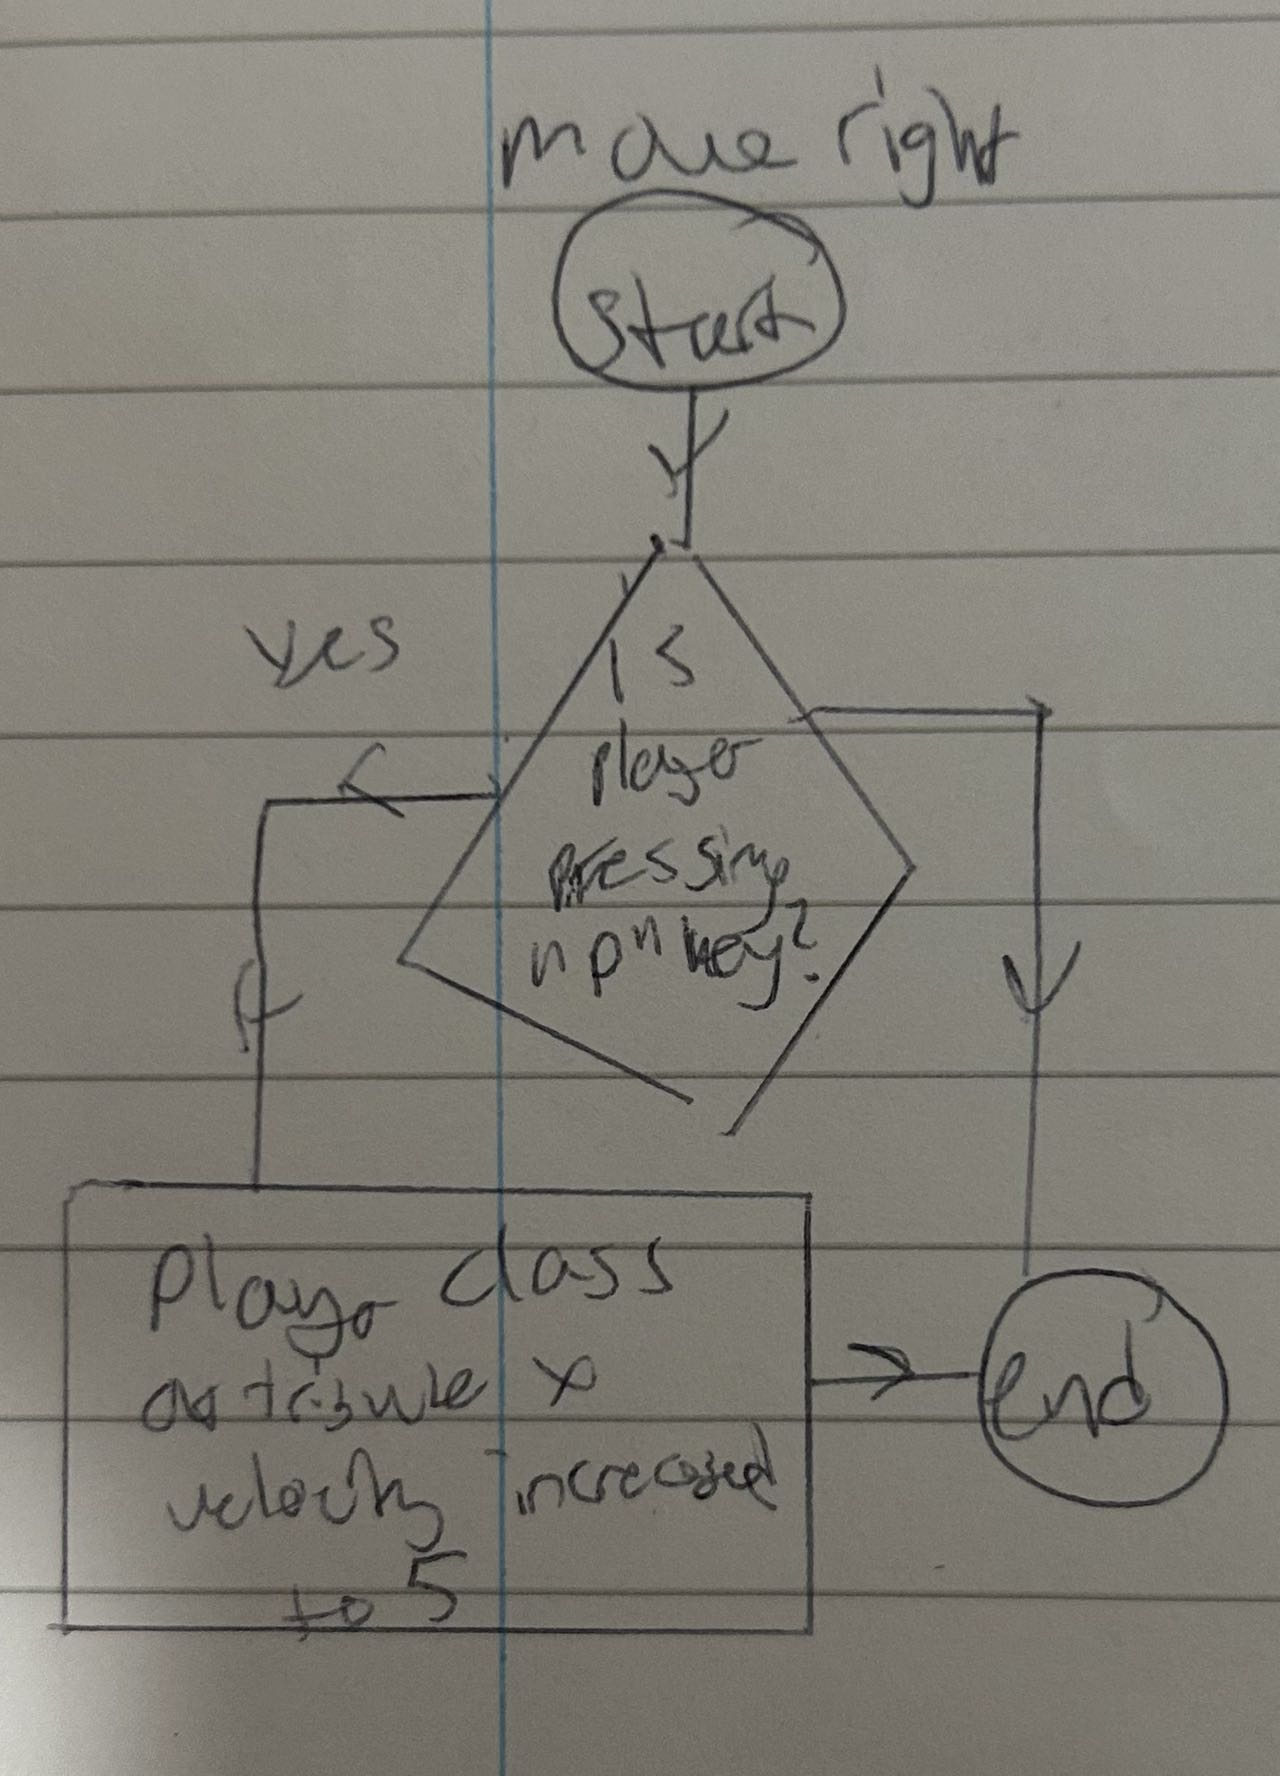 move right
start
yes
is
player
pressing
"D" key?
Player class
attribute x
velocity increased
to 5
end